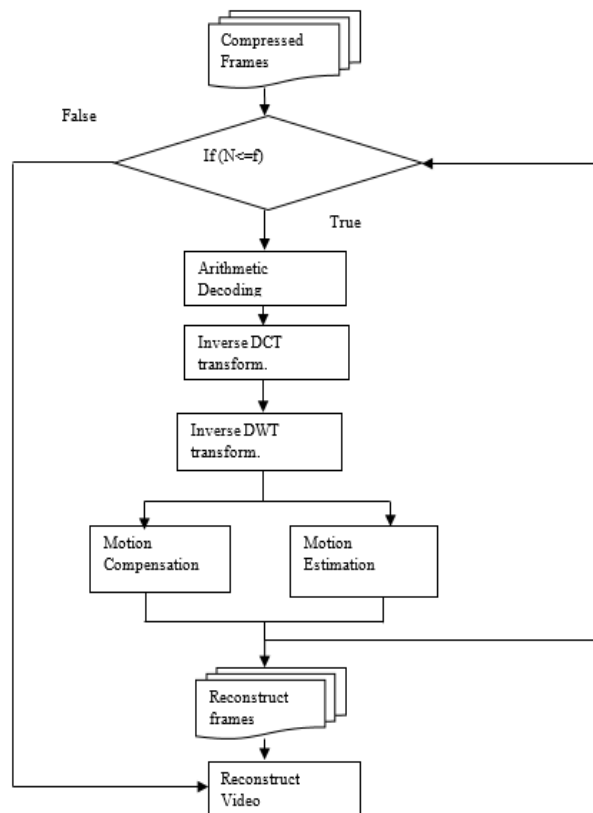 Compressed
Frames
False
If (N<=f)
True
Arithmetic
Decoding
Inverse DCT
transform.
Inverse DWT
transform.
Motion
Compensation
Motion
Estimation
Reconstruct
frames
Reconstruct
Video